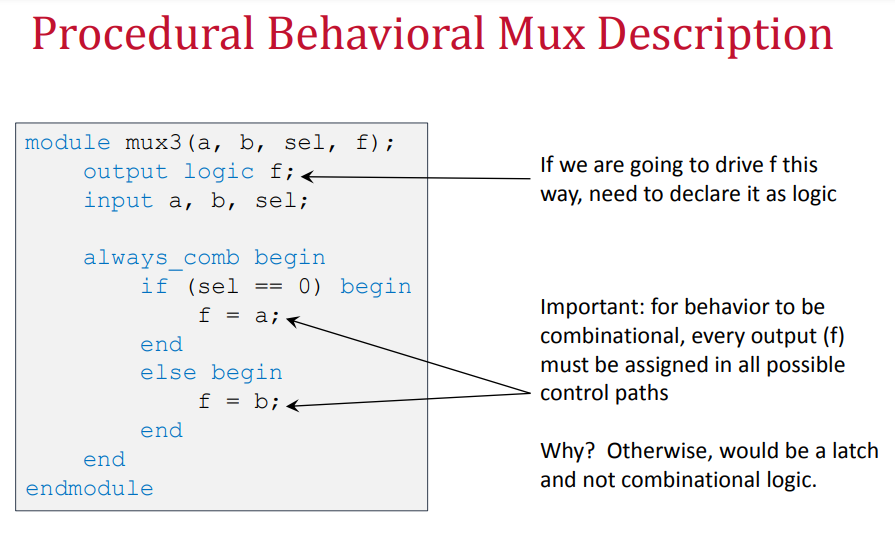 Procedural Behavioral Mux Description
module mux3(a, b, sel, f);
output logic f;
input a, b, sel;
always_comb begin
if (sel == 0) begin
f = a;
end
else begin
f = b;
end
end
endmodule
If we are going to drive f this
way, need to declare it as logic
Important: for behavior to be
combinational, every output (f)
must be assigned in all possible
control paths
Why? Otherwise, would be a latch
and not combinational logic.